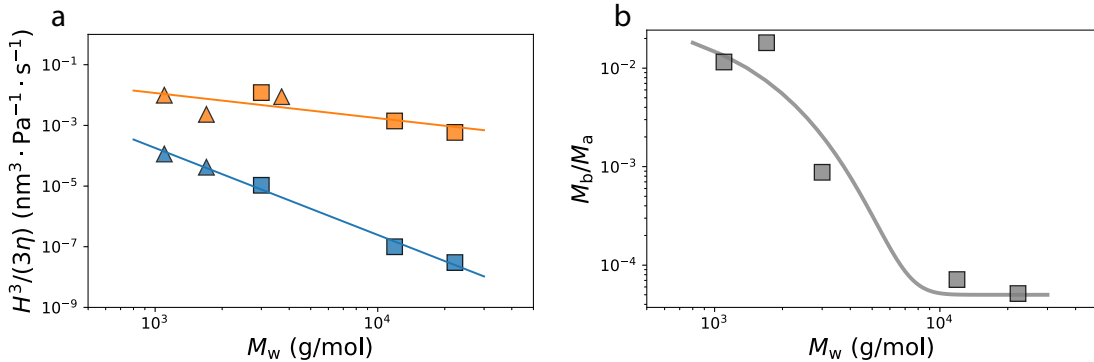 a
H³/(3η) (nm³ · Pa⁻¹ · s⁻¹)
10⁻¹
10⁻³
10⁻⁵
10⁻⁷
10⁻⁹
10³
10⁴
M_w (g/mol)
b
M_b/M_a
10⁻²
10⁻³
10⁻⁴
10³
10⁴
M_w (g/mol)